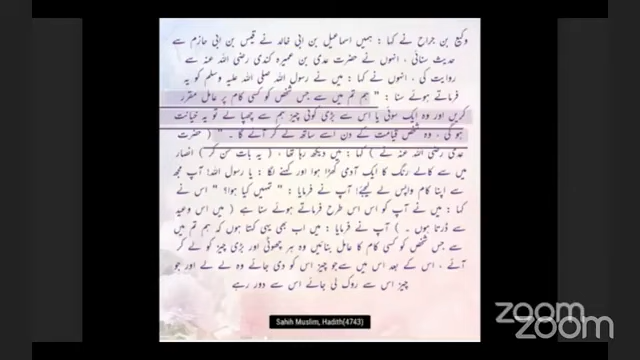 وکیع بن جراح نے کہا : ہمیں اسماعیل بن ابی خالد نے قیس بن ابی حازم سے
حدیث سنائی ، انہوں نے حضرت عدی بن عمیرہ کندی رضی اللہ عنہ سے
روایت کی ، انہوں نے کہا : میں نے رسول اللہ صلی اللہ علیہ وسلم کو یہ
فرماتے ہوئے سنا : " ہم تم میں سے جس شخص کو کسی کام پر عامل مقرر
کریں اور وہ ایک سوئی یا اس سے بڑی کوئی چیز ہم سے چھپا لے تو یہ خیانت
ہو گی ، وہ شخص قیامت کے دن اسے ساتھ لے کر آئے گا ۔ " ( حضرت
عدی رضی اللہ عنہ نے ) کہا : میں دیکھ رہا تھا ، ( یہ بات سن کر ) انصار
میں سے کالے رنگ کا ایک آدمی کھڑا ہوا اور کہنے لگا : یا رسول اللہ! آپ مجھ
سے اپنا کام واپس لے لیجئے! آپ نے فرمایا : " تمہیں کیا ہوا؟ " اس نے
کہا : میں نے آپ کو اس اس طرح فرماتے ہوئے سنا ہے ( میں اس وعید
سے ڈرتا ہوں ۔ ) آپ نے فرمایا : میں اب بھی یہی کہتا ہوں کہ ہم تم میں
سے جس شخص کو کسی کام کا عامل بنائیں وہ ہر چھوٹی اور بڑی چیز کو لے کر
آئے ، اس کے بعد اس میں سےجو چیز اس کو دی جائے وہ لے لے اور جو
چیز اس سے روک لی جائے اس سے دور رہے
Sahih Muslim, Hadith(4743)
zoom
zoom